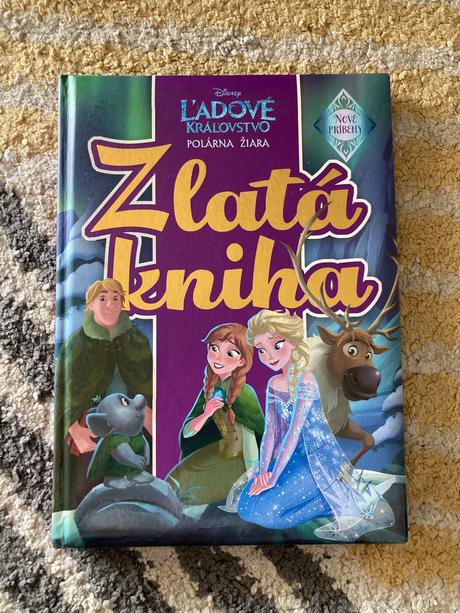 Disney
ĽADOVÉ
KRÁĽOVSTVO
POLÁRNA ŽIARA
NOVÉ
PRÍBEHY
Zlatá
kniha